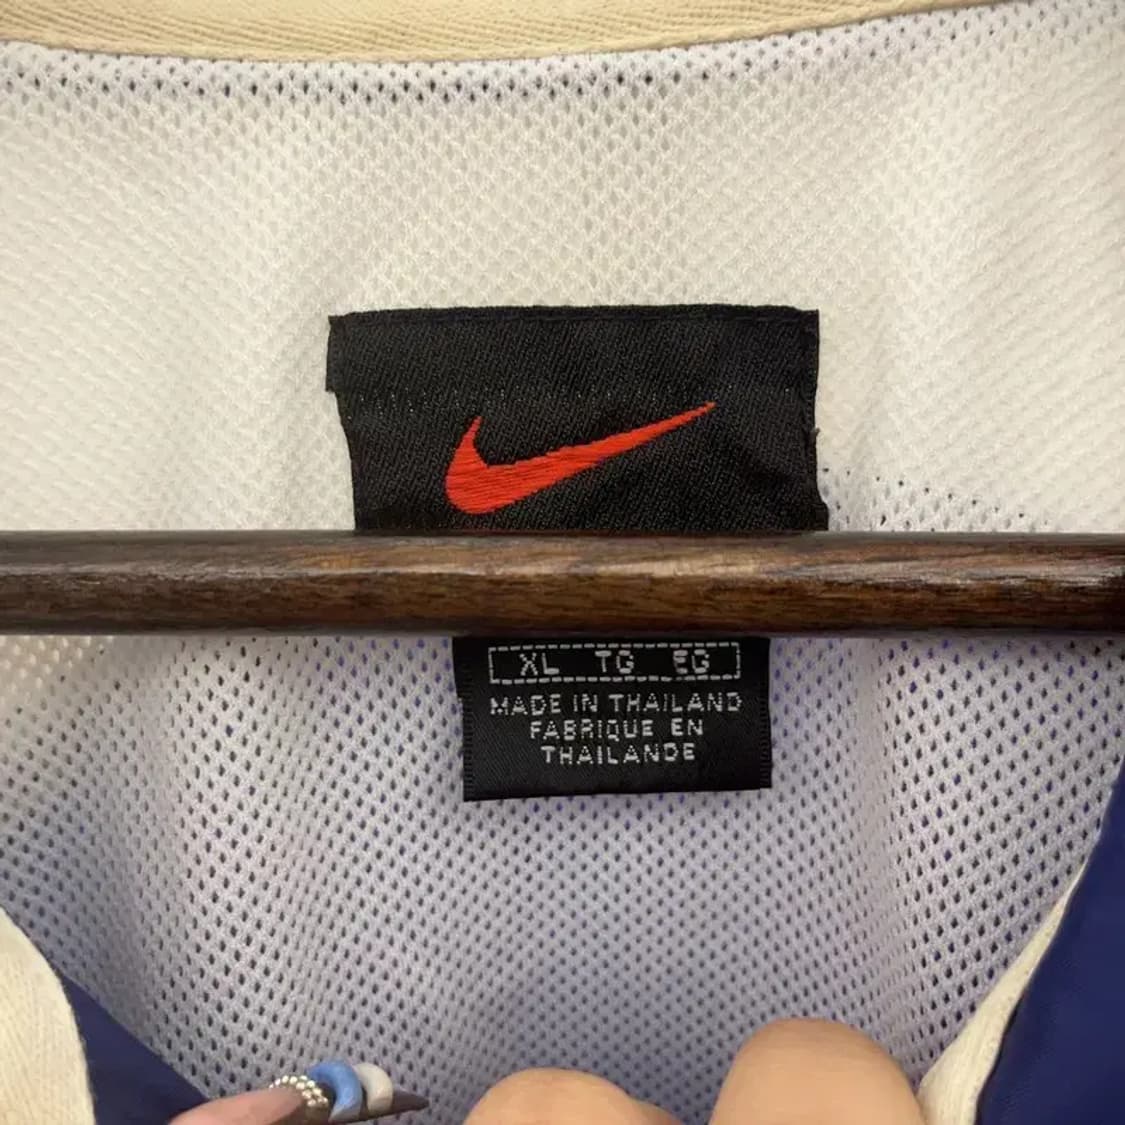 XL TG EG
MADE IN THAILAND
FABRIQUE EN
THAILANDE